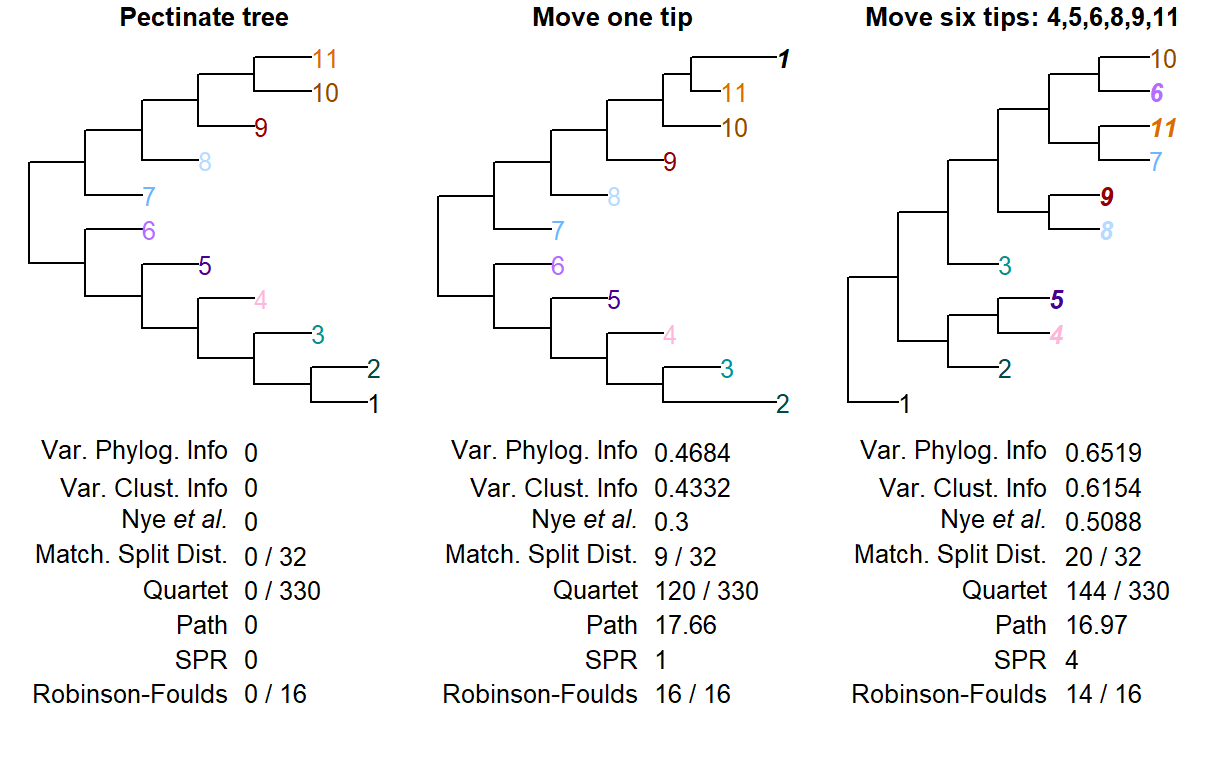 Pectinate tree
11
10
9
8
7
6
5
4
3
2
1
Var. Phylog. Info 0
Var. Clust. Info 0
Nye et al. 0
Match. Split Dist. 0 / 32
Quartet 0 / 330
Path 0
SPR 0
Robinson-Foulds 0 / 16
Move one tip
1
11
10
9
8
7
6
5
4
3
2
Var. Phylog. Info 0.4684
Var. Clust. Info 0.4332
Nye et al. 0.3
Match. Split Dist. 9 / 32
Quartet 120 / 330
Path 17.66
SPR 1
Robinson-Foulds 16 / 16
Move six tips: 4,5,6,8,9,11
10
6
11
7
9
8
3
5
4
2
1
Var. Phylog. Info 0.6519
Var. Clust. Info 0.6154
Nye et al. 0.5088
Match. Split Dist. 20 / 32
Quartet 144 / 330
Path 16.97
SPR 4
Robinson-Foulds 14 / 16